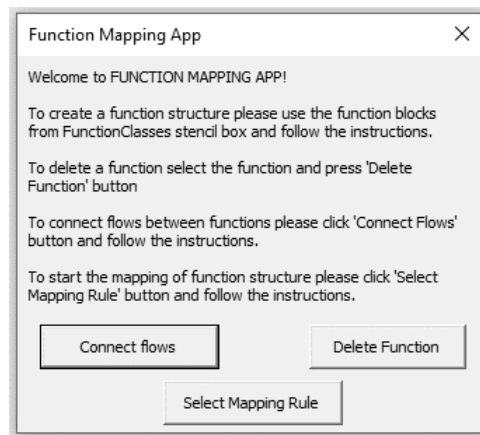 Function Mapping App
Welcome to FUNCTION MAPPING APP!
To create a function structure please use the function blocks
from FunctionClasses stencil box and follow the instructions.
To delete a function select the function and press 'Delete
Function' button
To connect flows between functions please click 'Connect Flows'
button and follow the instructions.
To start the mapping of function structure please click 'Select
Mapping Rule' button and follow the instructions.
Connect flows
Delete Function
Select Mapping Rule